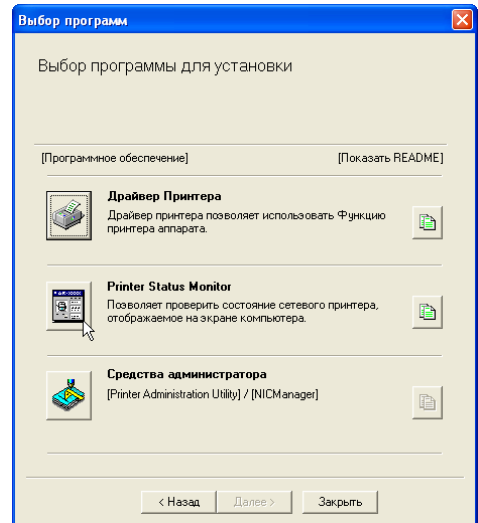 Выбор программ
Выбор программы для установки
[Программное обеспечение] [Показать README]
Драйвер Принтера
Драйвер принтера позволяет использовать Функцию
принтера аппарата.
Printer Status Monitor
Позволяет проверить состояние сетевого принтера,
отображаемое на экране компьютера.
Средства администратора
[Printer Administration Utility] / [NICManager]
< Назад Далее > Закрыть